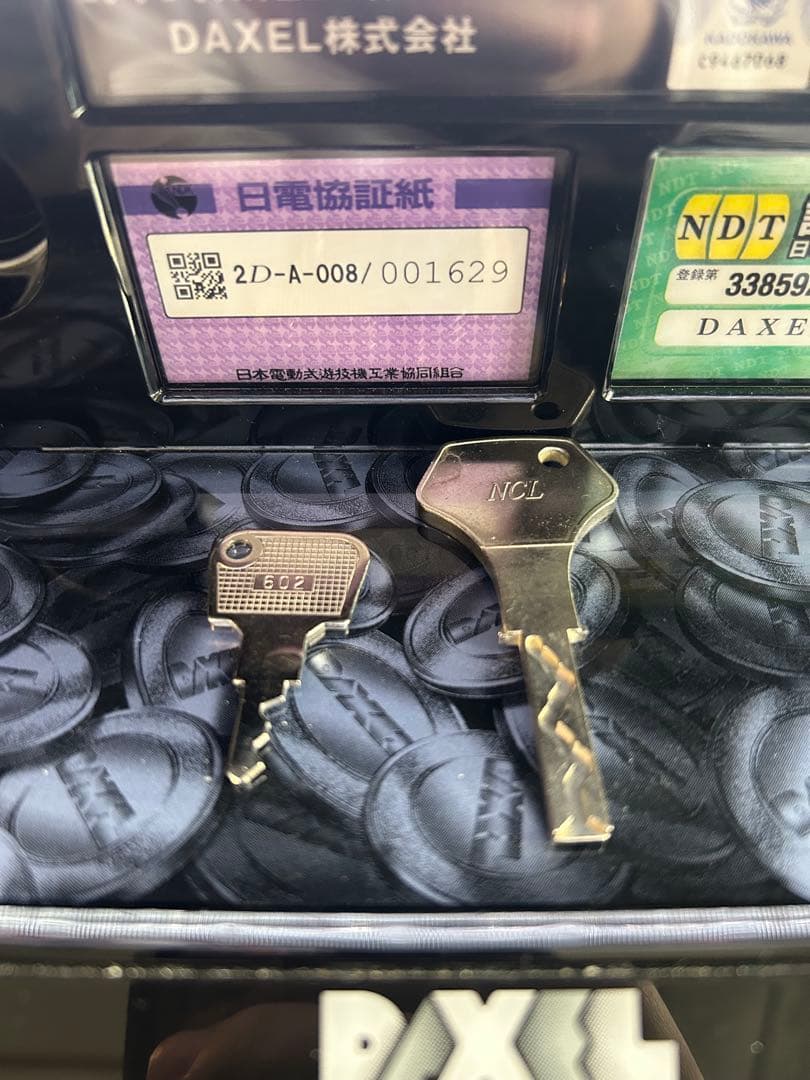 DAXEL株式会社
日電協証紙
2D-A-008/001629
日本電動式遊技機工業協同組合
NDT
登録第
33859
DAXE
NCL
602
DAXEL